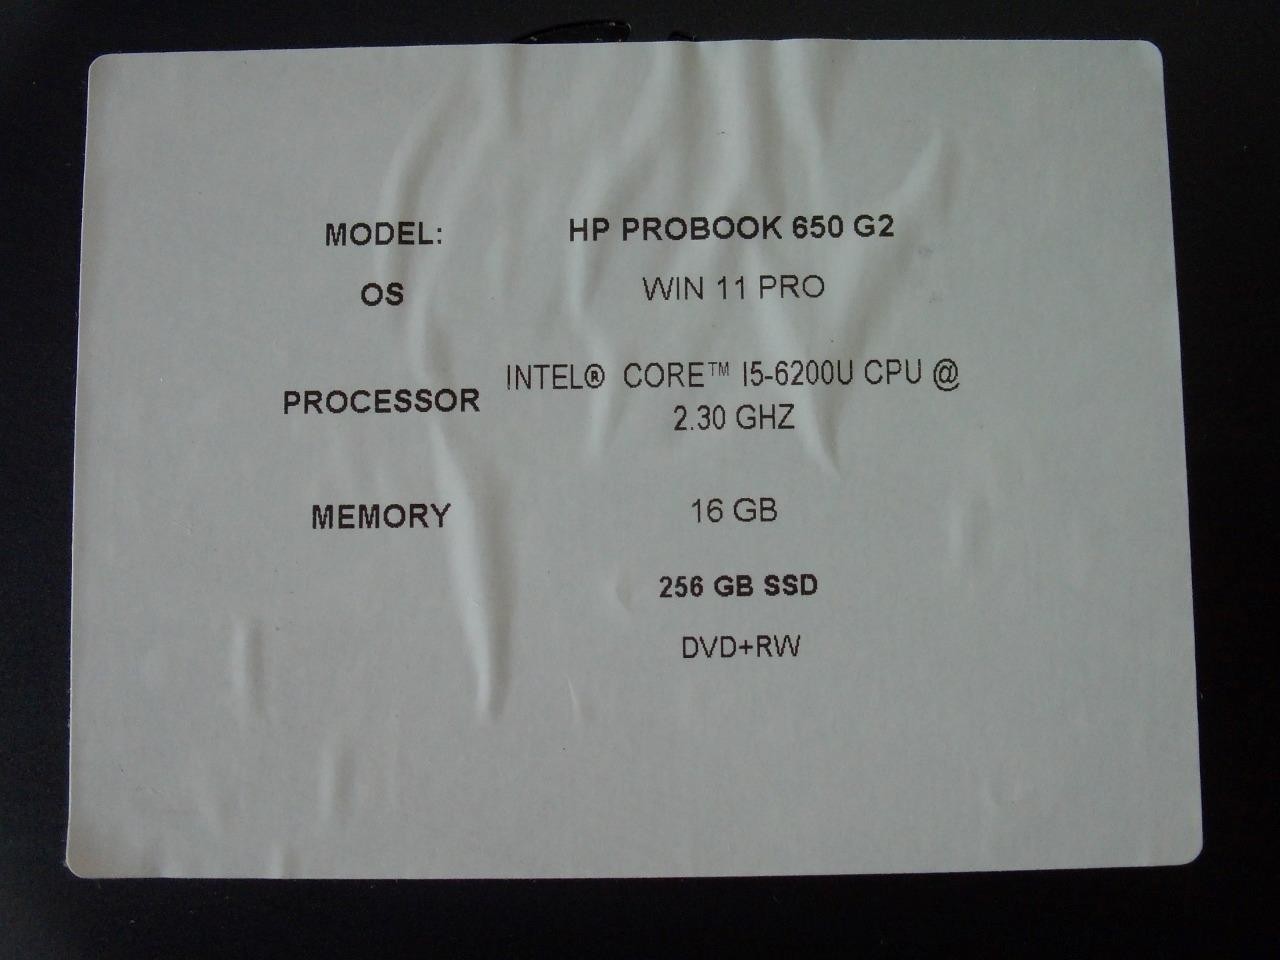 MODEL: HP PROBOOK 650 G2
OS WIN 11 PRO
PROCESSOR INTEL® CORE™ I5-6200U CPU @
2.30 GHZ
MEMORY 16 GB
256 GB SSD
DVD+RW